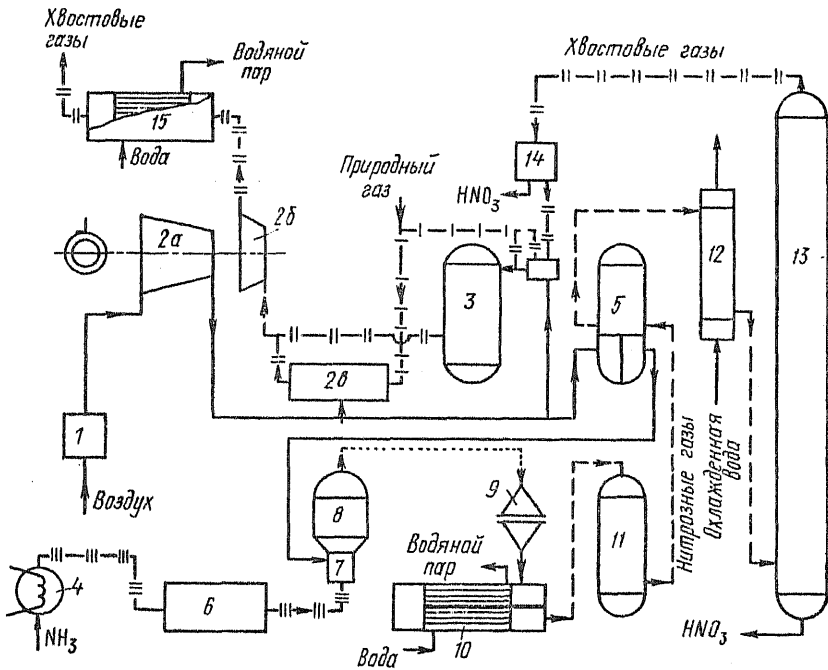 Хвостовые
газы
Водяной
пар
15
Вода
Хвостовые газы
14
HNO3
Природный
газ
2а
2б
3
5
12
13
2в
1
Воздух
Нитрозные газы
Охлажденная
вода
8
9
7
11
Водяной
пар
4
6
NH3
10
Вода
HNO3